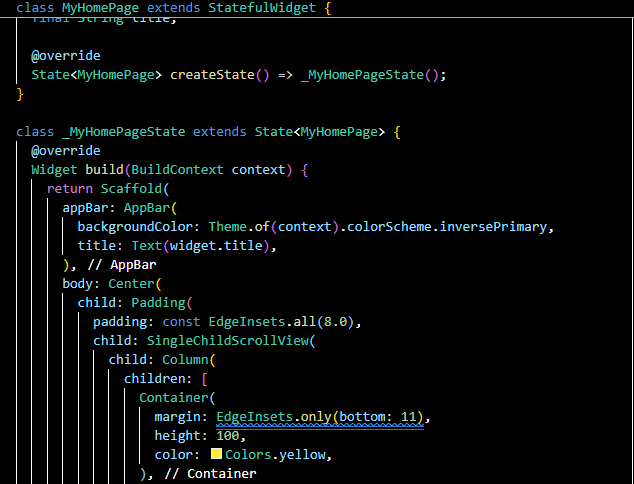 class MyHomePage extends StatefulWidget {
final String title;
@override
State<MyHomePage> createState() => _MyHomePageState();
}
class _MyHomePageState extends State<MyHomePage> {
@override
Widget build(BuildContext context) {
return Scaffold(
appBar: AppBar(
backgroundColor: Theme.of(context).colorScheme.inversePrimary,
title: Text(widget.title),
), // AppBar
body: Center(
child: Padding(
padding: const EdgeInsets.all(8.0),
child: SingleChildScrollView(
child: Column(
children: [
Container(
margin: EdgeInsets.only(bottom: 11),
height: 100,
color: Colors.yellow,
), // Container